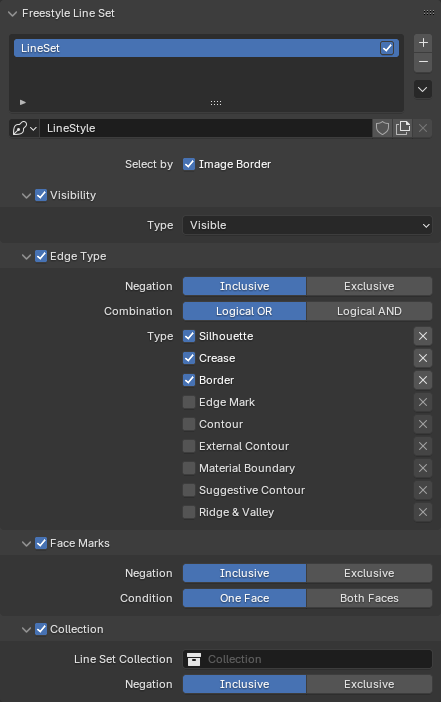 Freestyle Line Set
LineSet
LineStyle
Select by Image Border
Visibility
Type Visible
Edge Type
Negation Inclusive Exclusive
Combination Logical OR Logical AND
Type Silhouette
Crease
Border
Edge Mark
Contour
External Contour
Material Boundary
Suggestive Contour
Ridge & Valley
Face Marks
Negation Inclusive Exclusive
Condition One Face Both Faces
Collection
Line Set Collection Collection
Negation Inclusive Exclusive